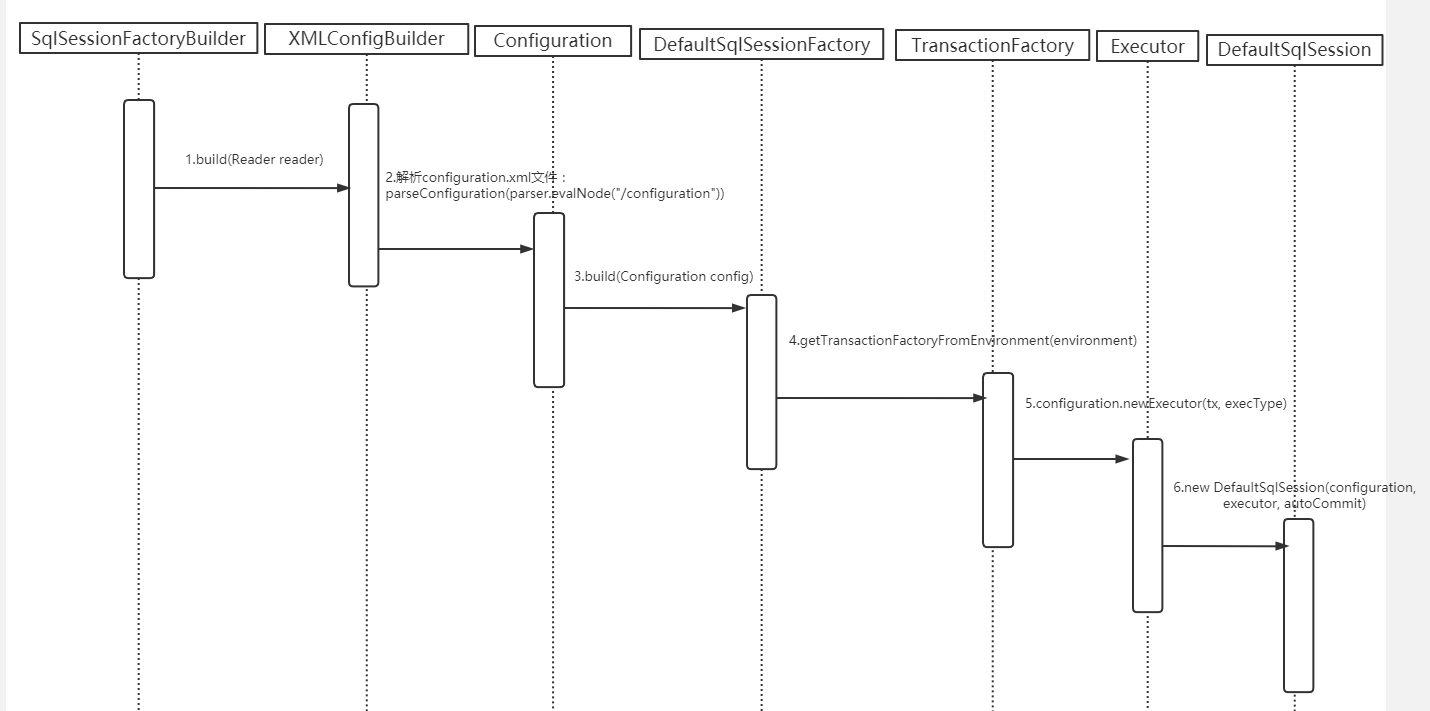 SqlSessionFactoryBuilder
XMLConfigBuilder
Configuration
DefaultSqlSessionFactory
TransactionFactory
Executor
DefaultSqlSession
1.build(Reader reader)
2.解析configuration.xml文件：
parseConfiguration(parser.evalNode("/configuration"))
3.build(Configuration config)
4.getTransactionFactoryFromEnvironment(environment)
5.configuration.newExecutor(tx, execType)
6.new DefaultSqlSession(configuration,
executor, autoCommit)